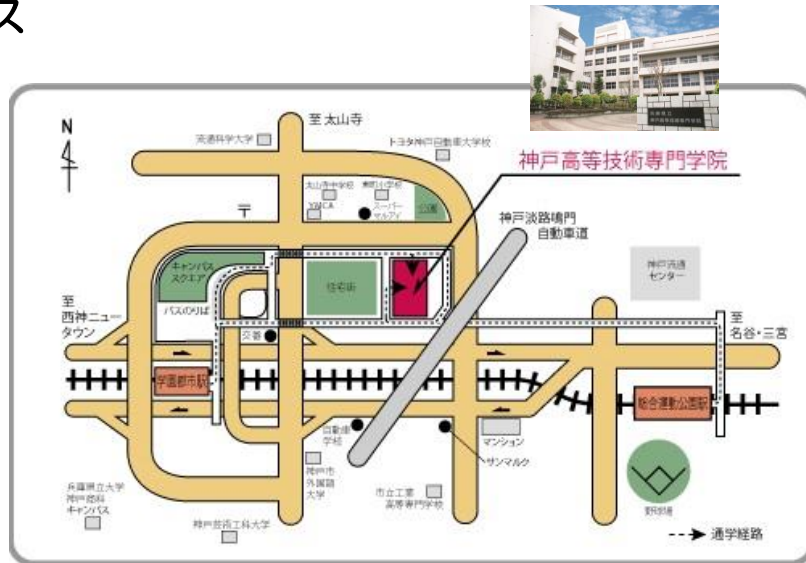 ス
N
至 太山寺
流通科学大学
トヨタ神戸自動車大学校
神戸高等技術専門学院
太山寺中学校
東町小学校
YMCA
スーパー
マルアイ
公園
〒
神戸淡路鳴門
自動車道
キャンパス
スクエア
住宅街
神戸流通
センター
バスのりば
至
西神ニュー
タウン
至
名谷・三宮
交番
学園都市駅
総合運動公園駅
自動車
学校
マンション
サンマルク
神戸市
外国語
大学
市立工業
高等専門学校
兵庫県立大学
神戸商科
キャンパス
神戸芸術工科大学
野球場
通学経路